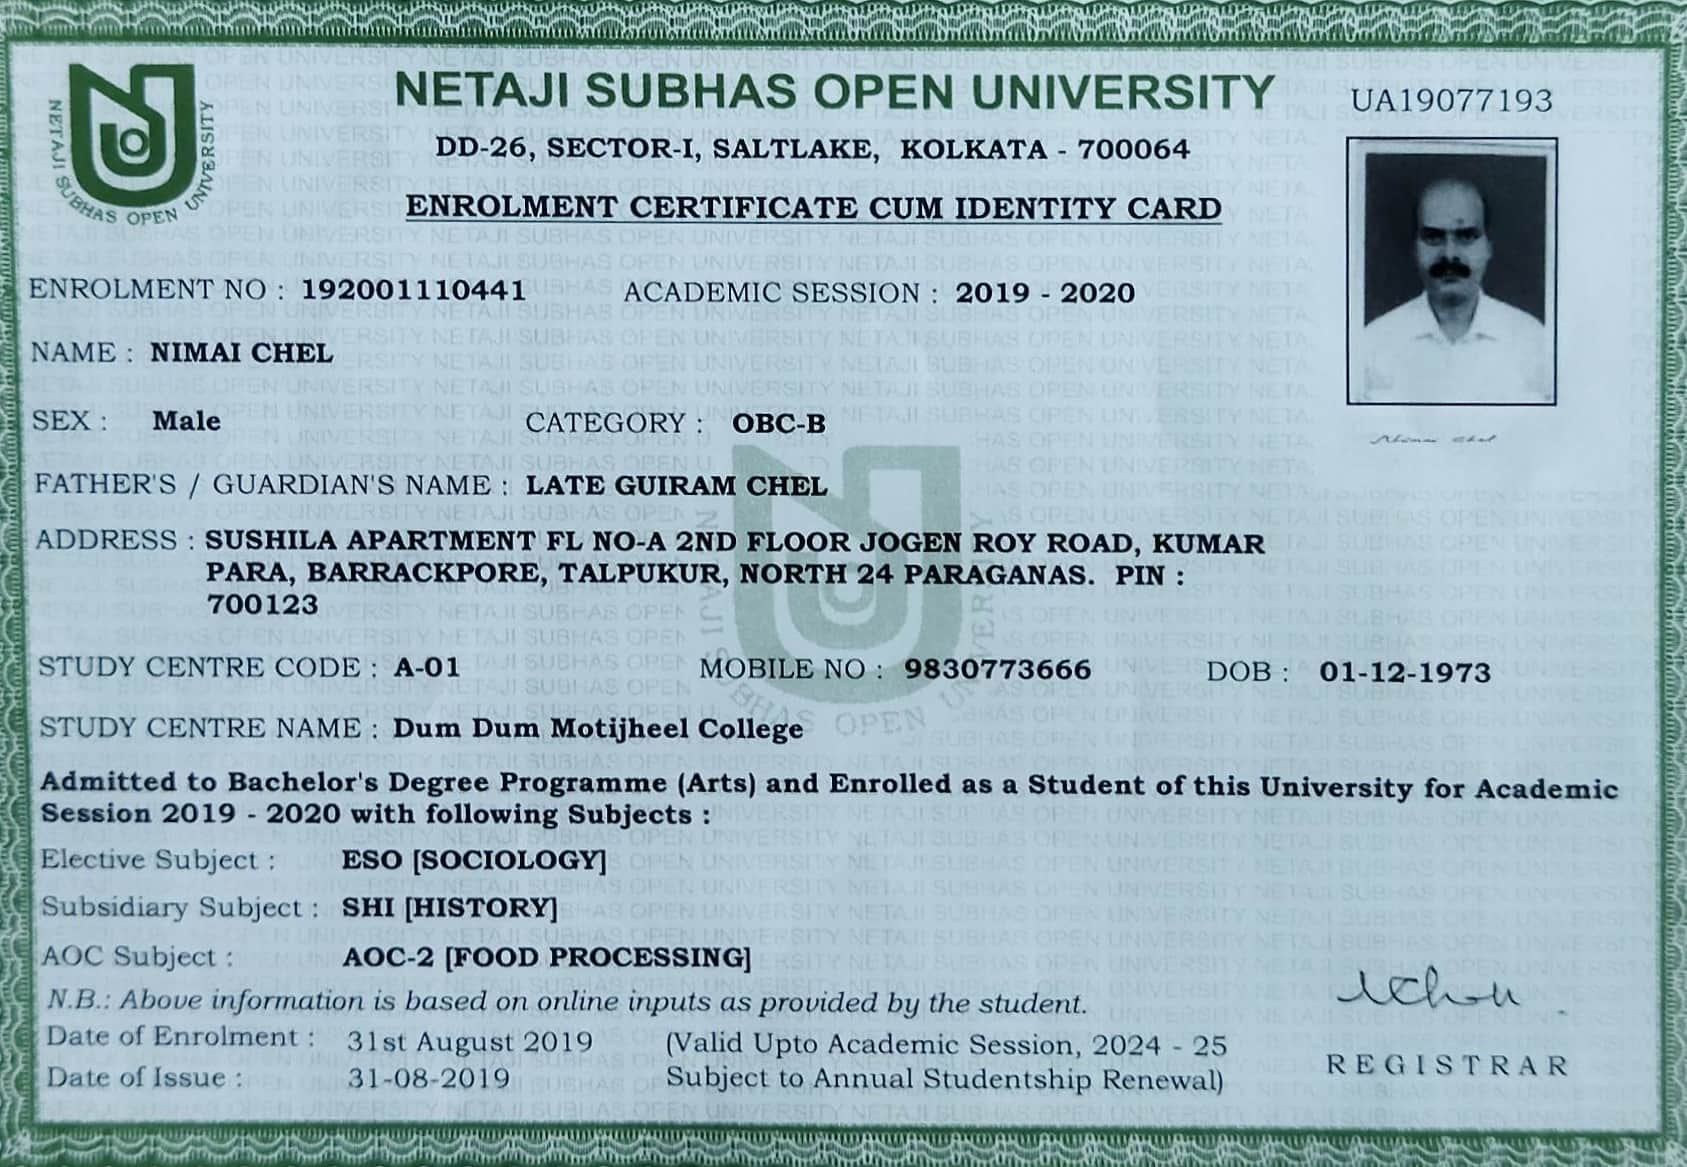 NETAJI SUBHAS OPEN UNIVERSITY
UA19077193
NETAJI SUBHAS OPEN UNIVERSITY
DD-26, SECTOR-I, SALTLAKE, KOLKATA - 700064
ENROLMENT CERTIFICATE CUM IDENTITY CARD
ENROLMENT NO : 192001110441 ACADEMIC SESSION : 2019 - 2020
NAME : NIMAI CHEL
SEX : Male CATEGORY : OBC-B
Nimai Chel
FATHER'S / GUARDIAN'S NAME : LATE GUIRAM CHEL
ADDRESS : SUSHILA APARTMENT FL NO-A 2ND FLOOR JOGEN ROY ROAD, KUMAR
PARA, BARRACKPORE, TALPUKUR, NORTH 24 PARAGANAS. PIN :
700123
STUDY CENTRE CODE : A-01 MOBILE NO : 9830773666 DOB : 01-12-1973
STUDY CENTRE NAME : Dum Dum Motijheel College
Admitted to Bachelor's Degree Programme (Arts) and Enrolled as a Student of this University for Academic
Session 2019 - 2020 with following Subjects :
Elective Subject : ESO [SOCIOLOGY]
Subsidiary Subject : SHI [HISTORY]
AOC Subject : AOC-2 [FOOD PROCESSING]
N.B.: Above information is based on online inputs as provided by the student.
Date of Enrolment : 31st August 2019 (Valid Upto Academic Session, 2024 - 25
Date of Issue : 31-08-2019 Subject to Annual Studentship Renewal)
REGISTRAR